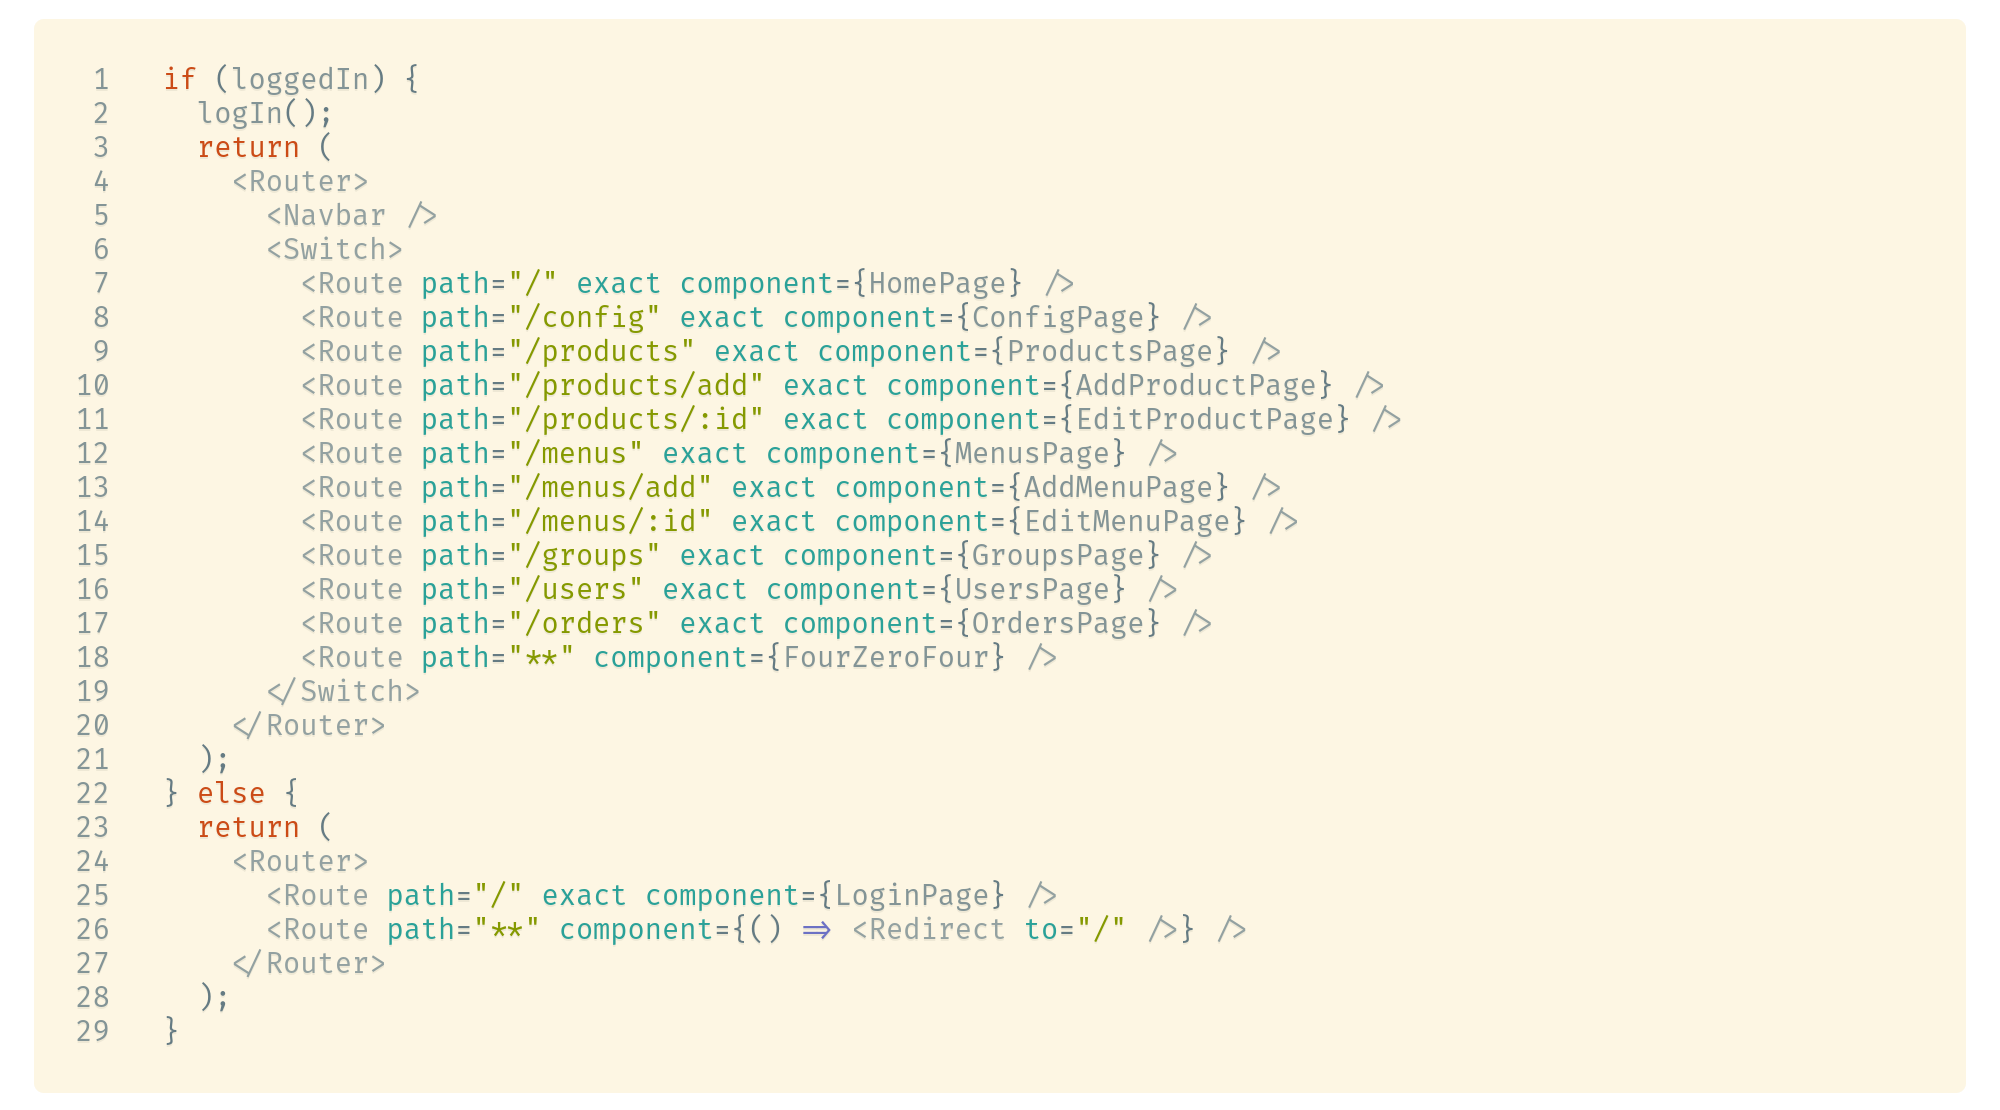 1 if (loggedIn) {
2 logIn();
3 return (
4 <Router>
5 <Navbar />
6 <Switch>
7 <Route path="/" exact component={HomePage} />
8 <Route path="/config" exact component={ConfigPage} />
9 <Route path="/products" exact component={ProductsPage} />
10 <Route path="/products/add" exact component={AddProductPage} />
11 <Route path="/products/:id" exact component={EditProductPage} />
12 <Route path="/menus" exact component={MenusPage} />
13 <Route path="/menus/add" exact component={AddMenuPage} />
14 <Route path="/menus/:id" exact component={EditMenuPage} />
15 <Route path="/groups" exact component={GroupsPage} />
16 <Route path="/users" exact component={UsersPage} />
17 <Route path="/orders" exact component={OrdersPage} />
18 <Route path="**" component={FourZeroFour} />
19 </Switch>
20 </Router>
21 );
22 } else {
23 return (
24 <Router>
25 <Route path="/" exact component={LoginPage} />
26 <Route path="**" component={() => <Redirect to="/" />} />
27 </Router>
28 );
29 }